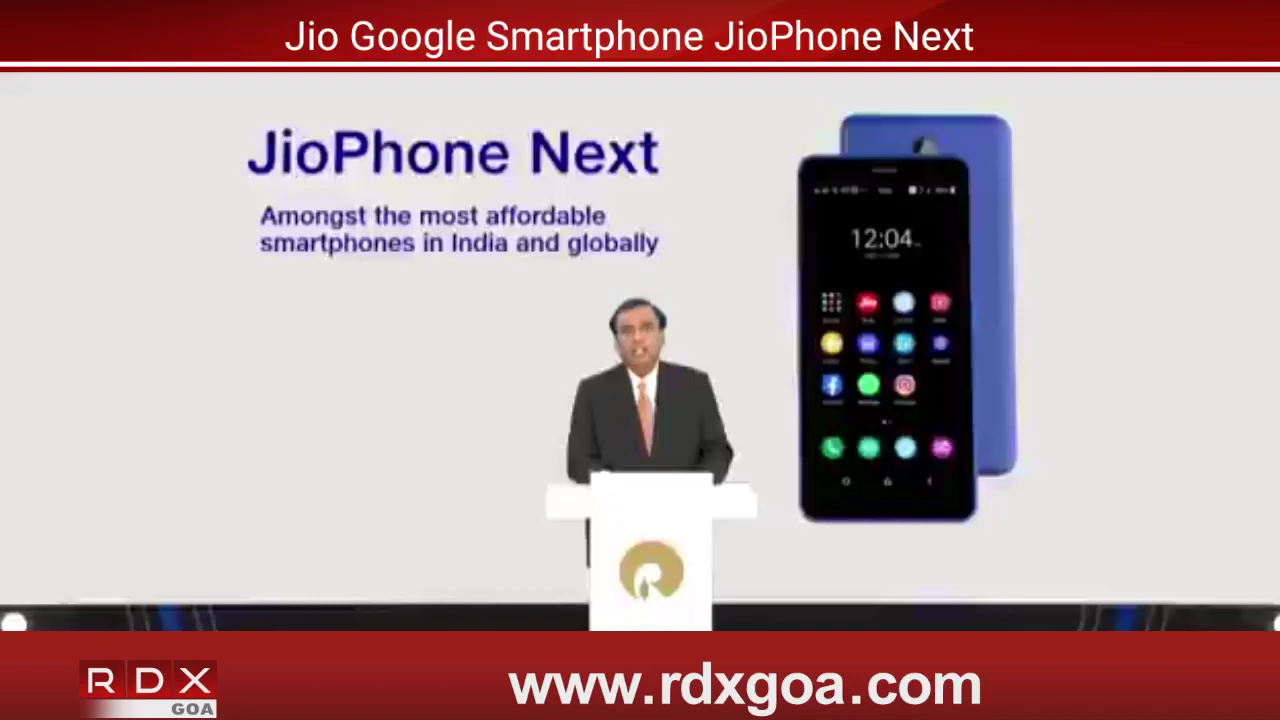 Jio Google Smartphone JioPhone Next
JioPhone Next
Amongst the most affordable
smartphones in India and globally
12:04
Jio
R
RDX
GOA
www.rdxgoa.com